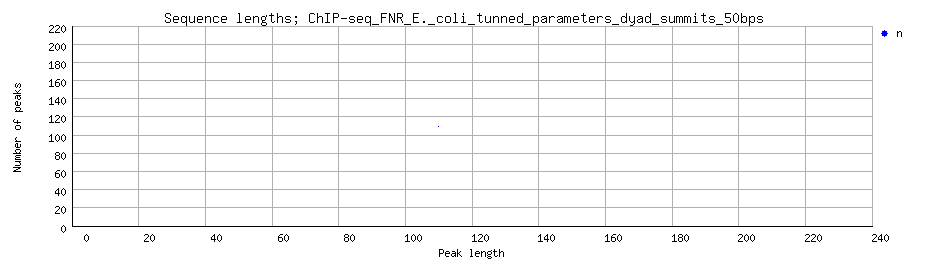 Sequence lengths; ChIP-seq_FNR_E._coli_tunned_parameters_dyad_summits_50bps
n
220
200
180
160
140
120
100
80
60
40
20
0
Number of peaks
0 20 40 60 80 100 120 140 160 180 200 220 240
Peak length